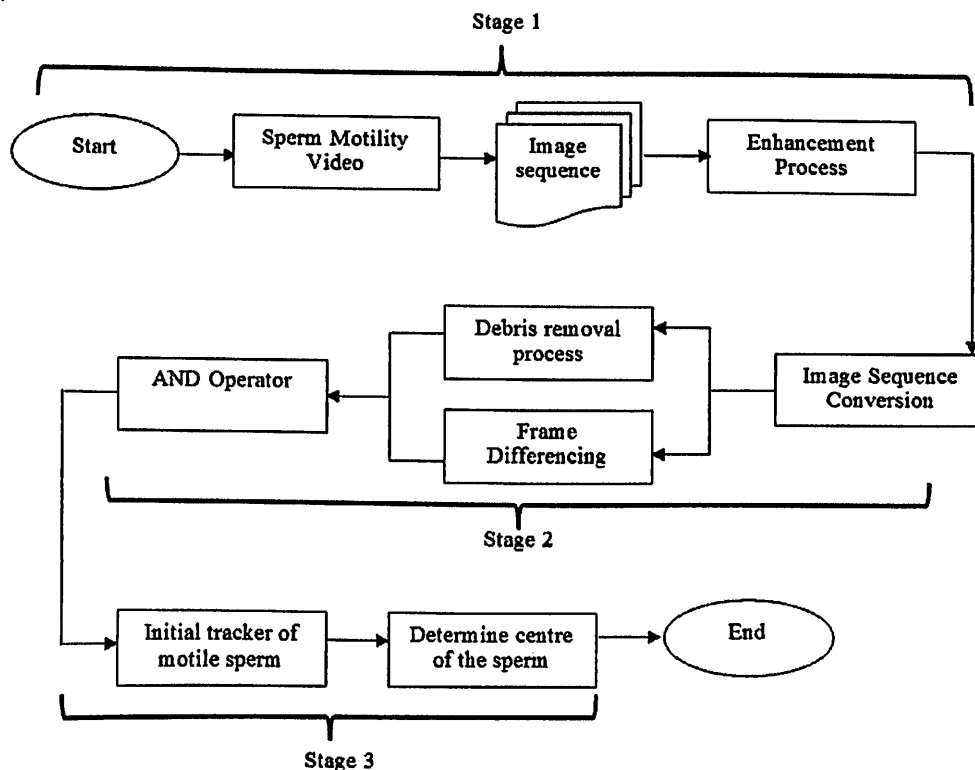 Stage 1
Start
Sperm Motility
Video
Image
sequence
Enhancement
Process
Debris removal
process
AND Operator
Image Sequence
Conversion
Frame
Differencing
Stage 2
Initial tracker of
motile sperm
Determine centre
of the sperm
End
Stage 3